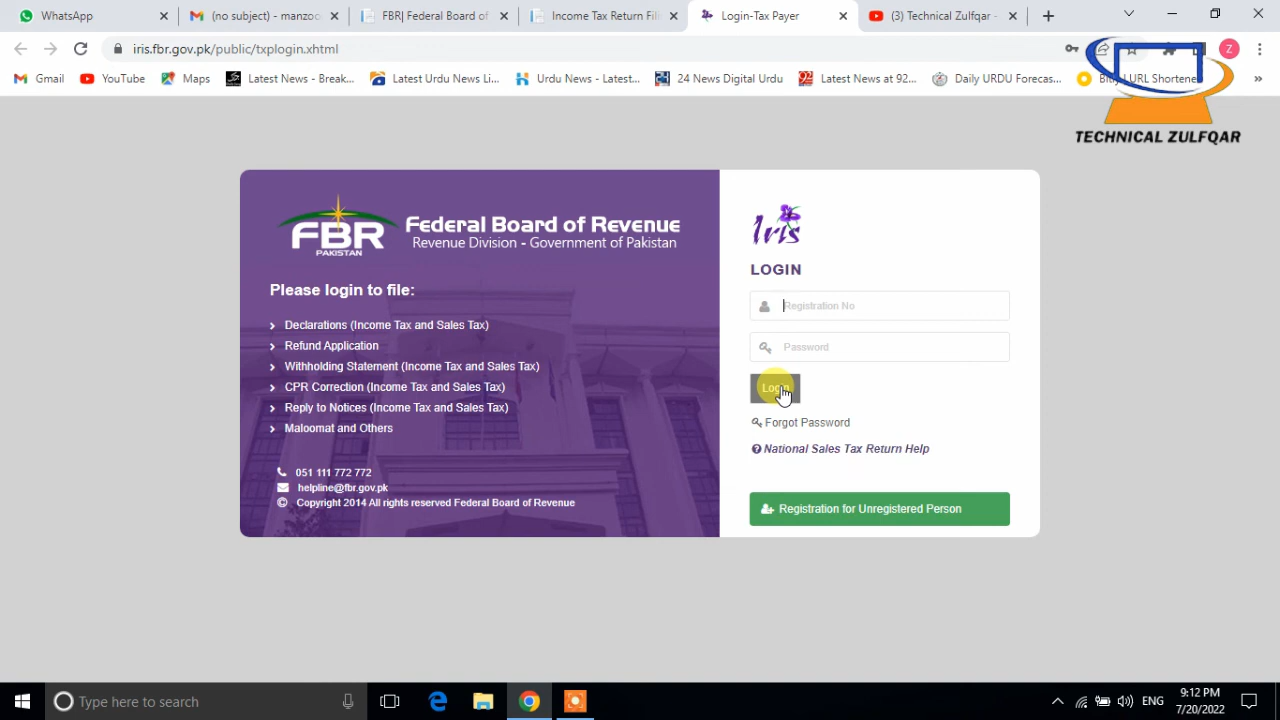 WhatsApp
(no subject) - manzoo
FBR| Federal Board of
Income Tax Return Fili
Login-Tax Payer
(3) Technical Zulfqar -
iris.fbr.gov.pk/public/txplogin.xhtml
Z
Gmail
YouTube
Maps
Latest News - Break...
Latest Urdu News Li...
Urdu News - Latest...
24 News Digital Urdu
92
Latest News at 92...
Daily URDU Forecas...
TECHNICAL ZULFQAR
FBR
PAKISTAN
Federal Board of Revenue
Revenue Division - Government of Pakistan
Please login to file:
Declarations (Income Tax and Sales Tax)
Refund Application
Withholding Statement (Income Tax and Sales Tax)
CPR Correction (Income Tax and Sales Tax)
Reply to Notices (Income Tax and Sales Tax)
Maloomat and Others
051 111 772 772
helpline@fbr.gov.pk
© Copyright 2014 All rights reserved Federal Board of Revenue
Iris
LOGIN
Registration No
Password
Login
Forgot Password
National Sales Tax Return Help
Registration for Unregistered Person
Type here to search
ENG
9:12 PM
7/20/2022